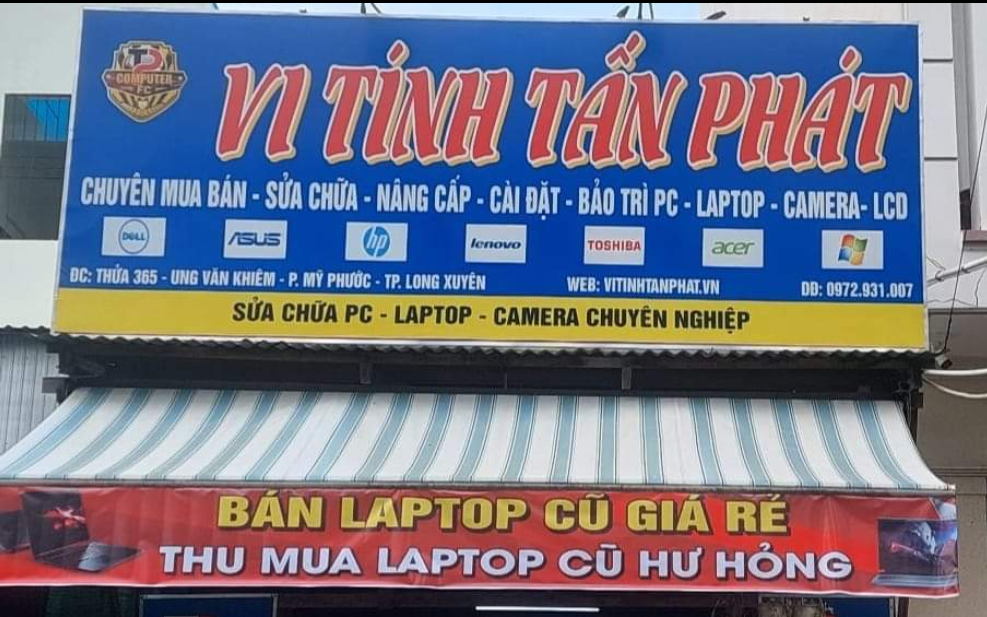 TP
COMPUTER
FC
VI TÍNH TẤN PHÁT
CHUYÊN MUA BÁN - SỬA CHỮA - NÂNG CẤP - CÀI ĐẶT - BẢO TRÌ PC - LAPTOP - CAMERA- LCD
DELL ASUS hp lenovo TOSHIBA acer
ĐC: THỬA 365 - UNG VĂN KHIÊM - P. MỸ PHƯỚC - TP. LONG XUYÊN WEB: VITINHTANPHAT.VN DĐ: 0972.931.007
SỬA CHỮA PC - LAPTOP - CAMERA CHUYÊN NGHIỆP
BÁN LAPTOP CŨ GIÁ RẺ
THU MUA LAPTOP CŨ HƯ HỎNG